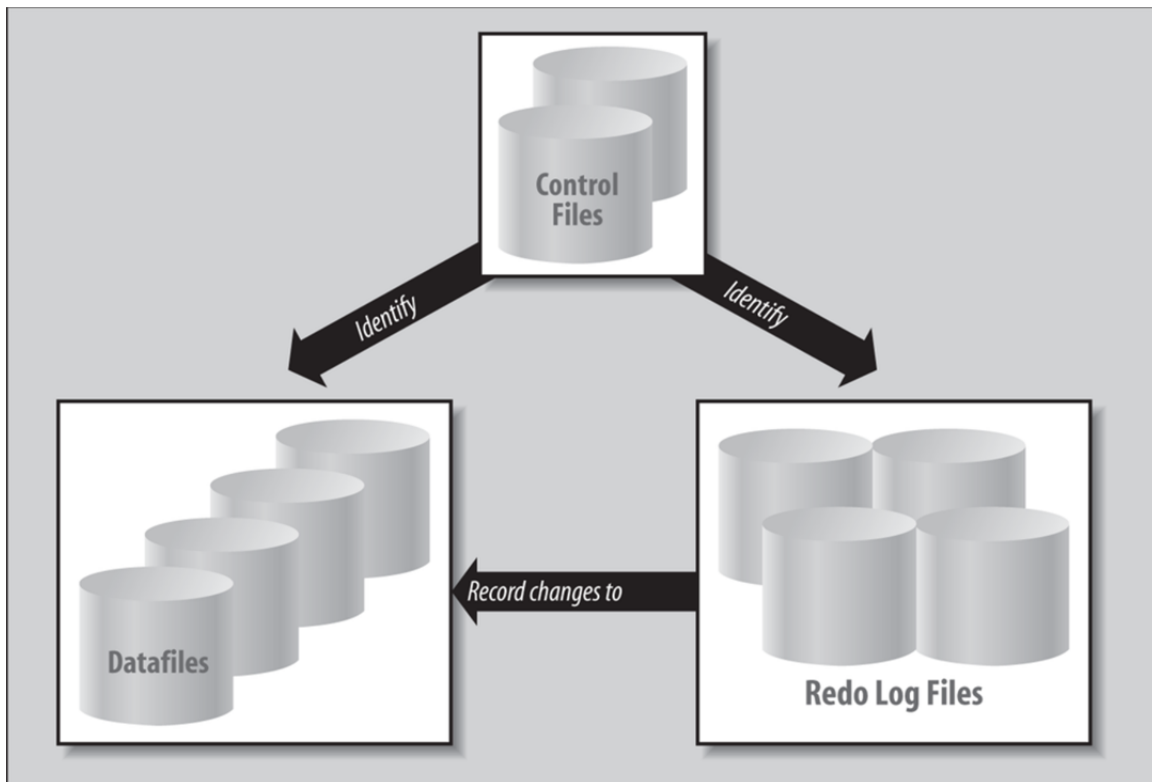 Control
Files
Identify
Identify
Record changes to
Datafiles
Redo Log Files